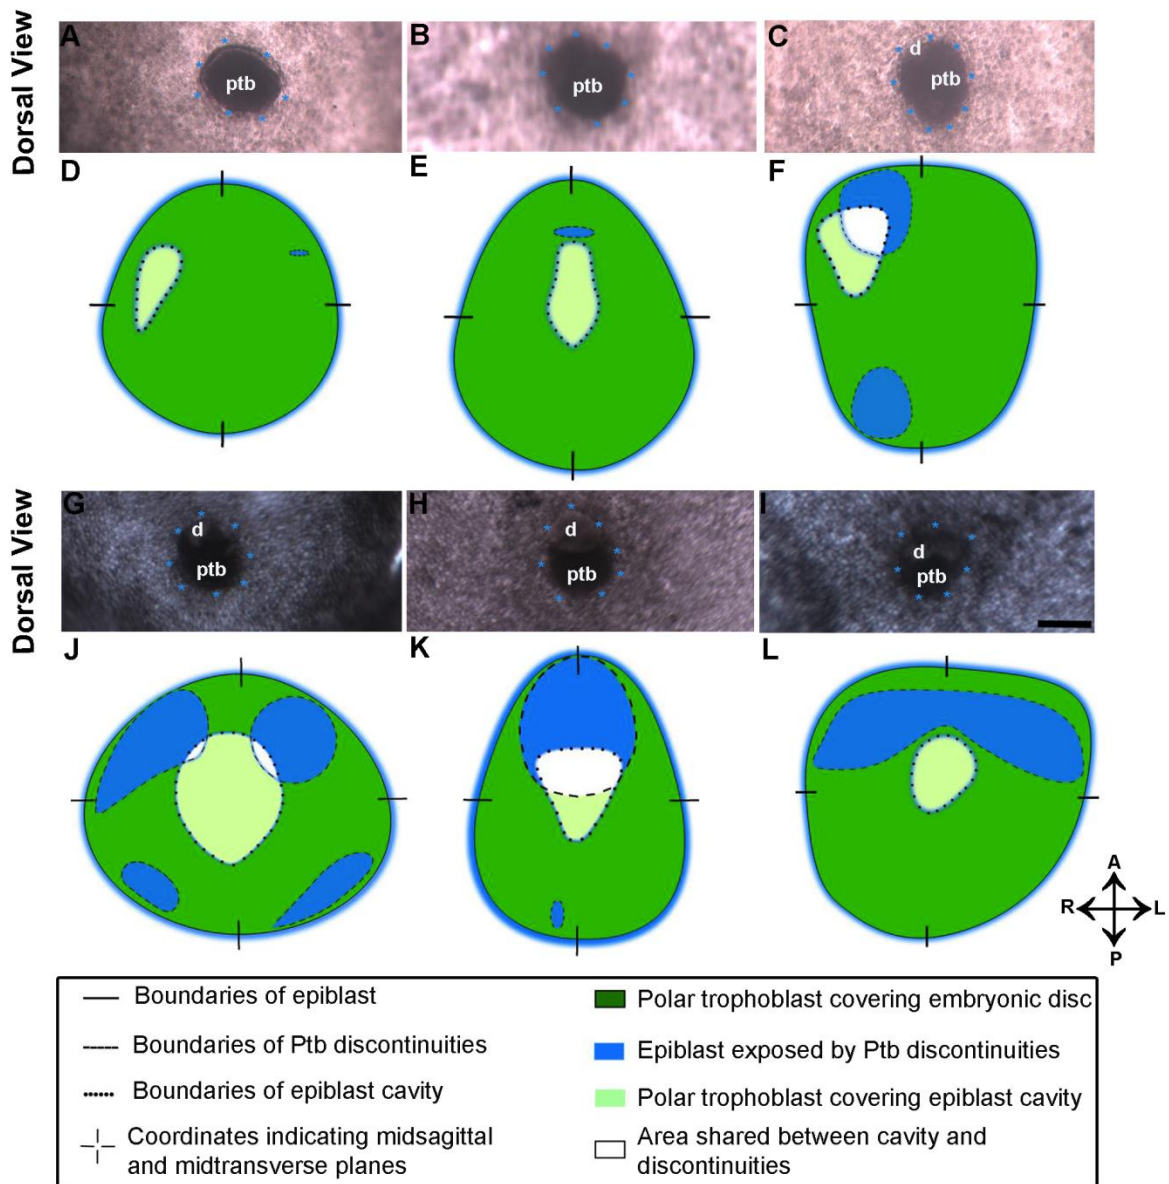 Dorsal View
A
ptb
B
ptb
C
d
ptb
D
E
F
Dorsal View
G
d
ptb
H
d
ptb
I
d
ptb
J
K
L
A
R
L
P
Boundaries of epiblast
Boundaries of Ptb discontinuities
Boundaries of epiblast cavity
Coordinates indicating midsagittal
and midtransverse planes
Polar trophoblast covering embryonic disc
Epiblast exposed by Ptb discontinuities
Polar trophoblast covering epiblast cavity
Area shared between cavity and
discontinuities